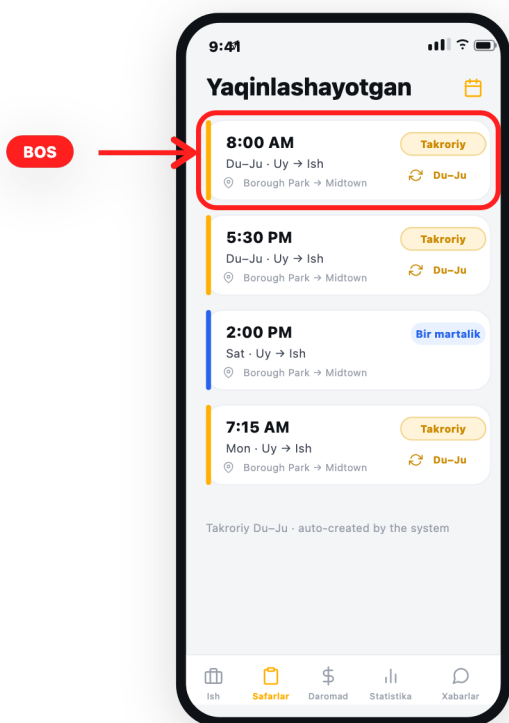 9:41
Yaqinlashayotgan
BOS
8:00 AM
Takroriy
Du–Ju · Uy → Ish
Du–Ju
Borough Park → Midtown
5:30 PM
Takroriy
Du–Ju · Uy → Ish
Du–Ju
Borough Park → Midtown
2:00 PM
Bir martalik
Sat · Uy → Ish
Borough Park → Midtown
7:15 AM
Takroriy
Mon · Uy → Ish
Du–Ju
Borough Park → Midtown
Takroriy Du–Ju · auto-created by the system
Ish Safarlar Daromad Statistika Xabarlar